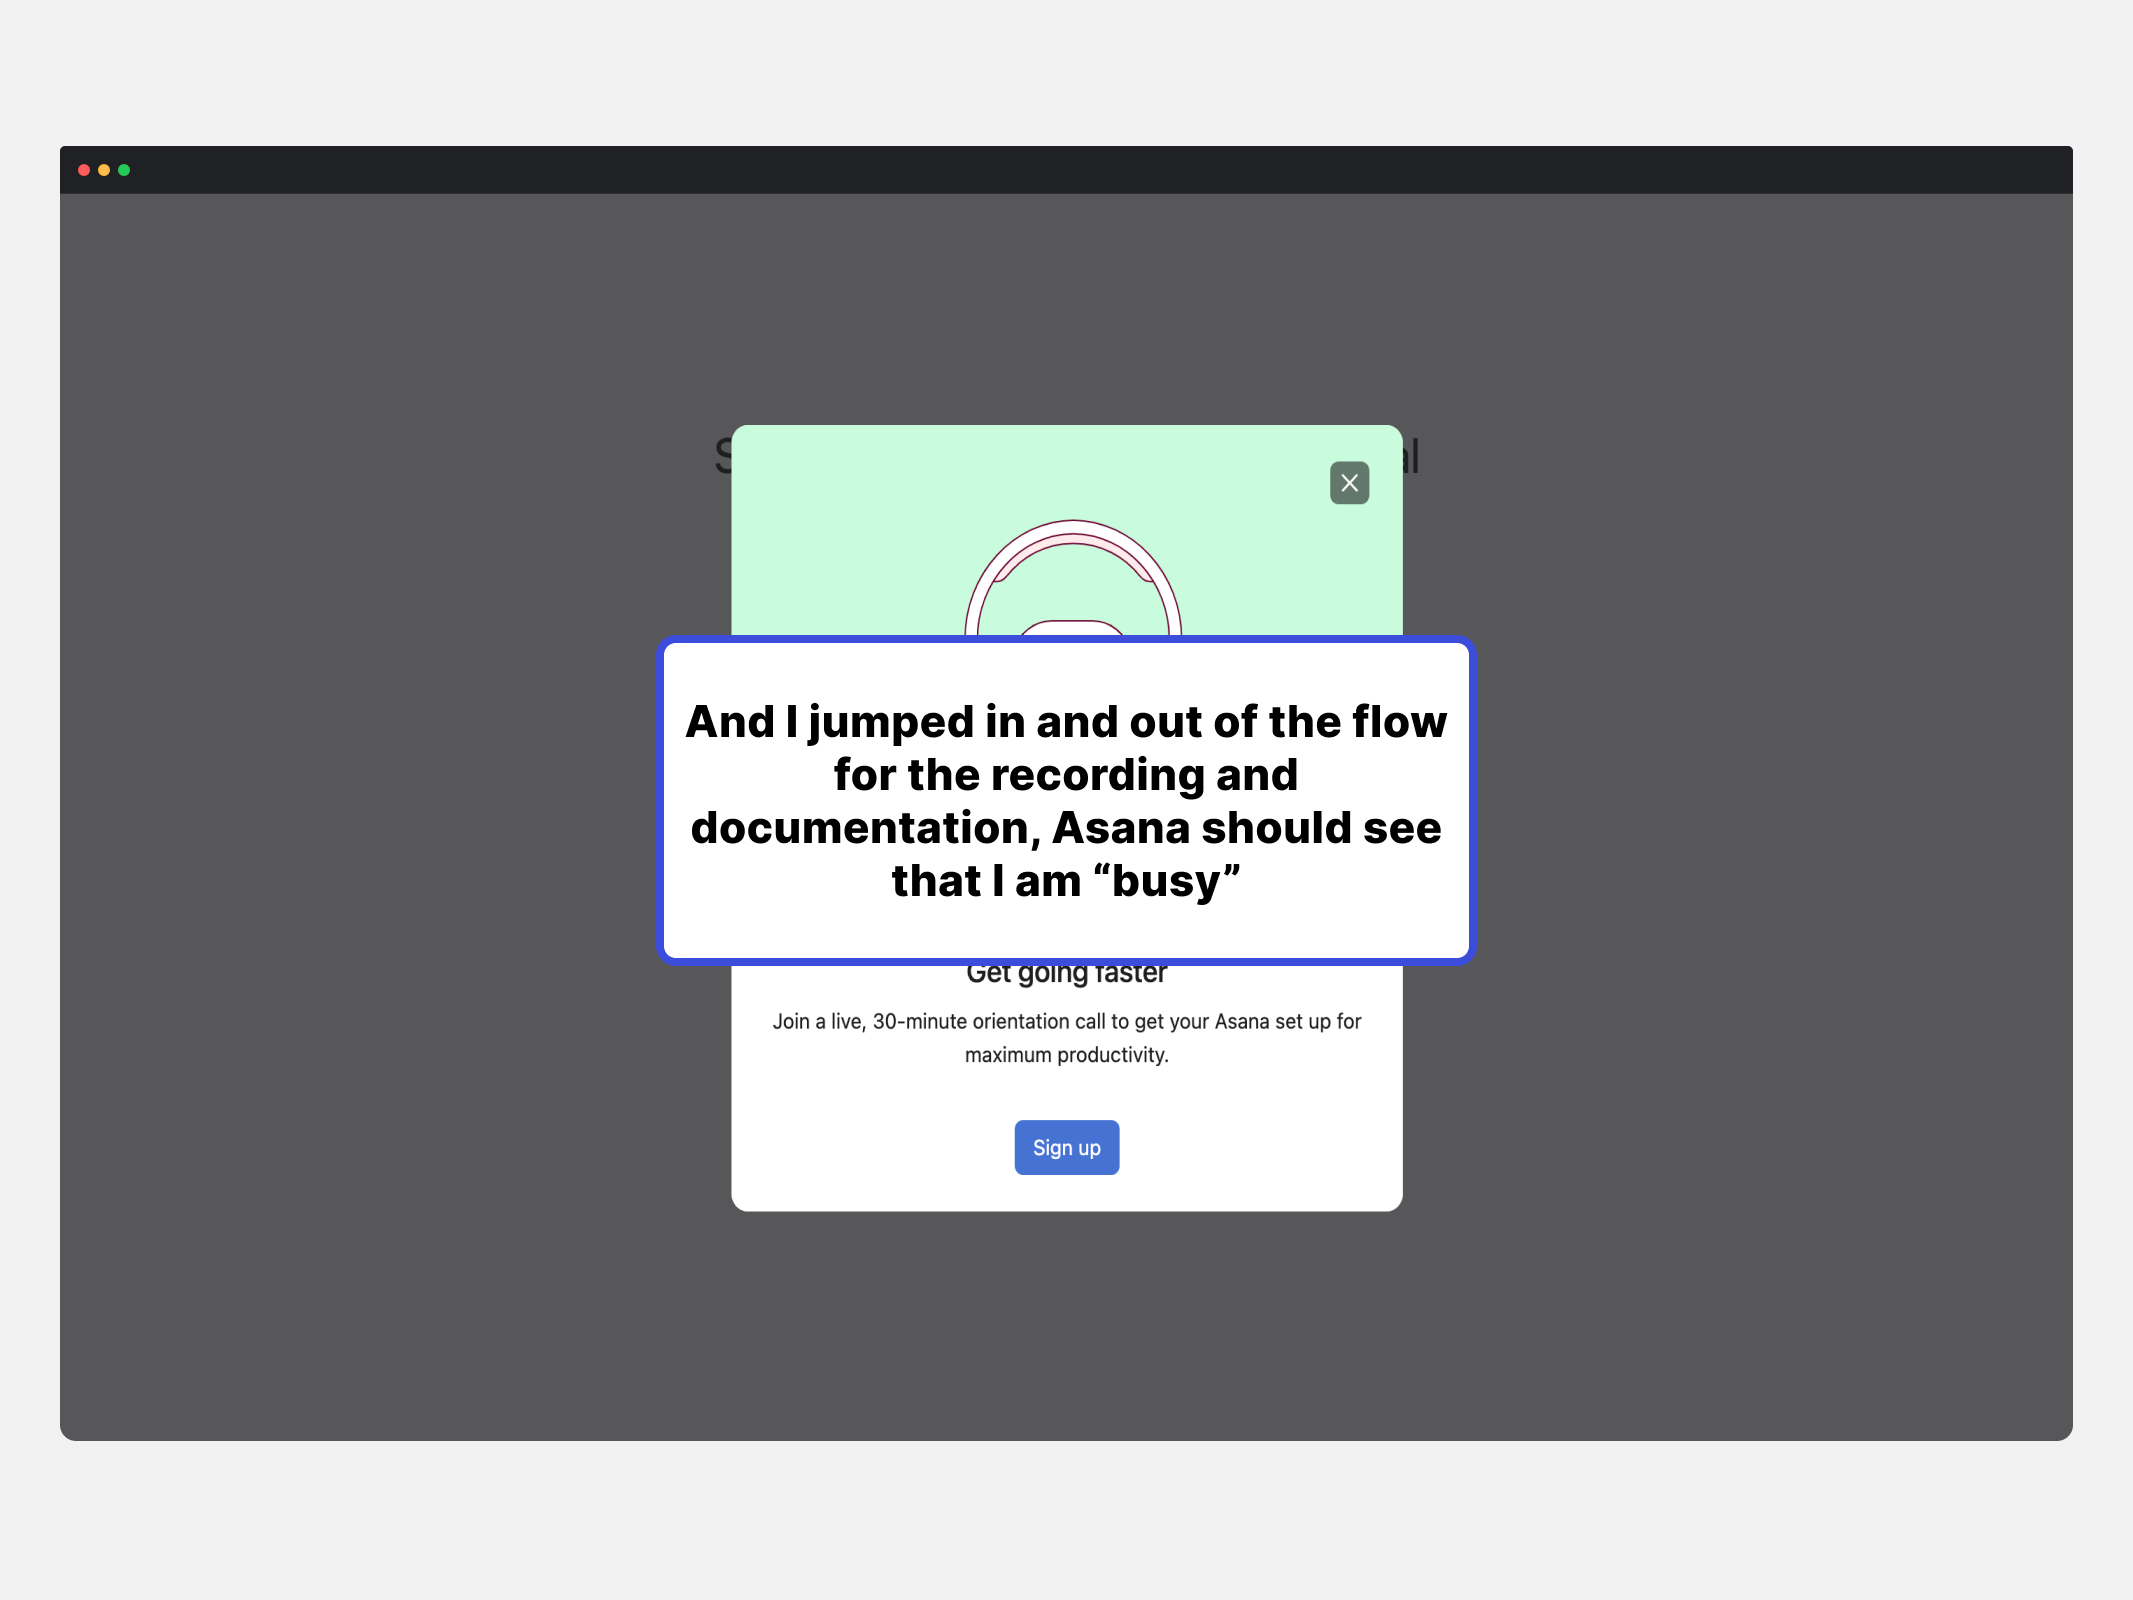 And I jumped in and out of the flow
for the recording and
documentation, Asana should see
that I am “busy”
Get going faster
Join a live, 30-minute orientation call to get your Asana set up for
maximum productivity.
Sign up